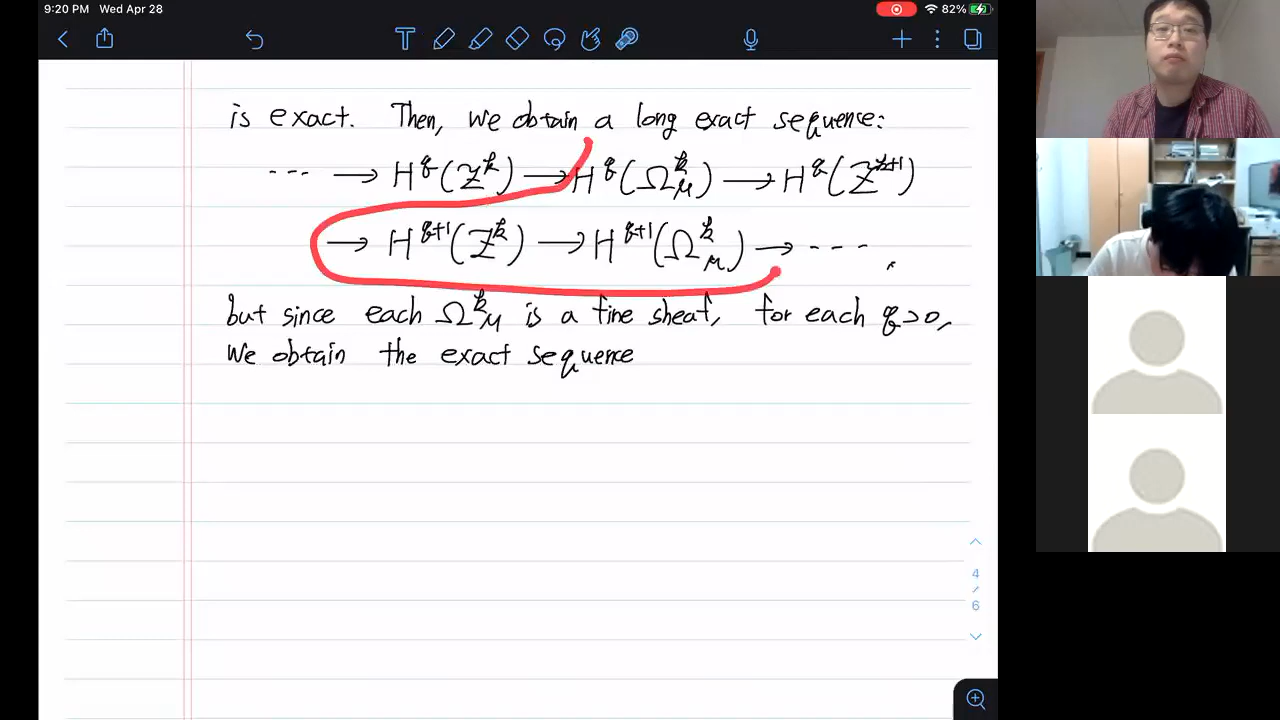 9:20 PM Wed Apr 28
82%
T
is exact. Then, we obtain a long exact sequence:
--- → H^q(Z^k) → H^q(Ω^k_M) → H^q(Z^{k+1})
→ H^{q+1}(Z^k) → H^{q+1}(Ω^k_M) → ---,
but since each Ω^k_M is a fine sheaf, for each q>0,
we obtain the exact sequence
4
/
6